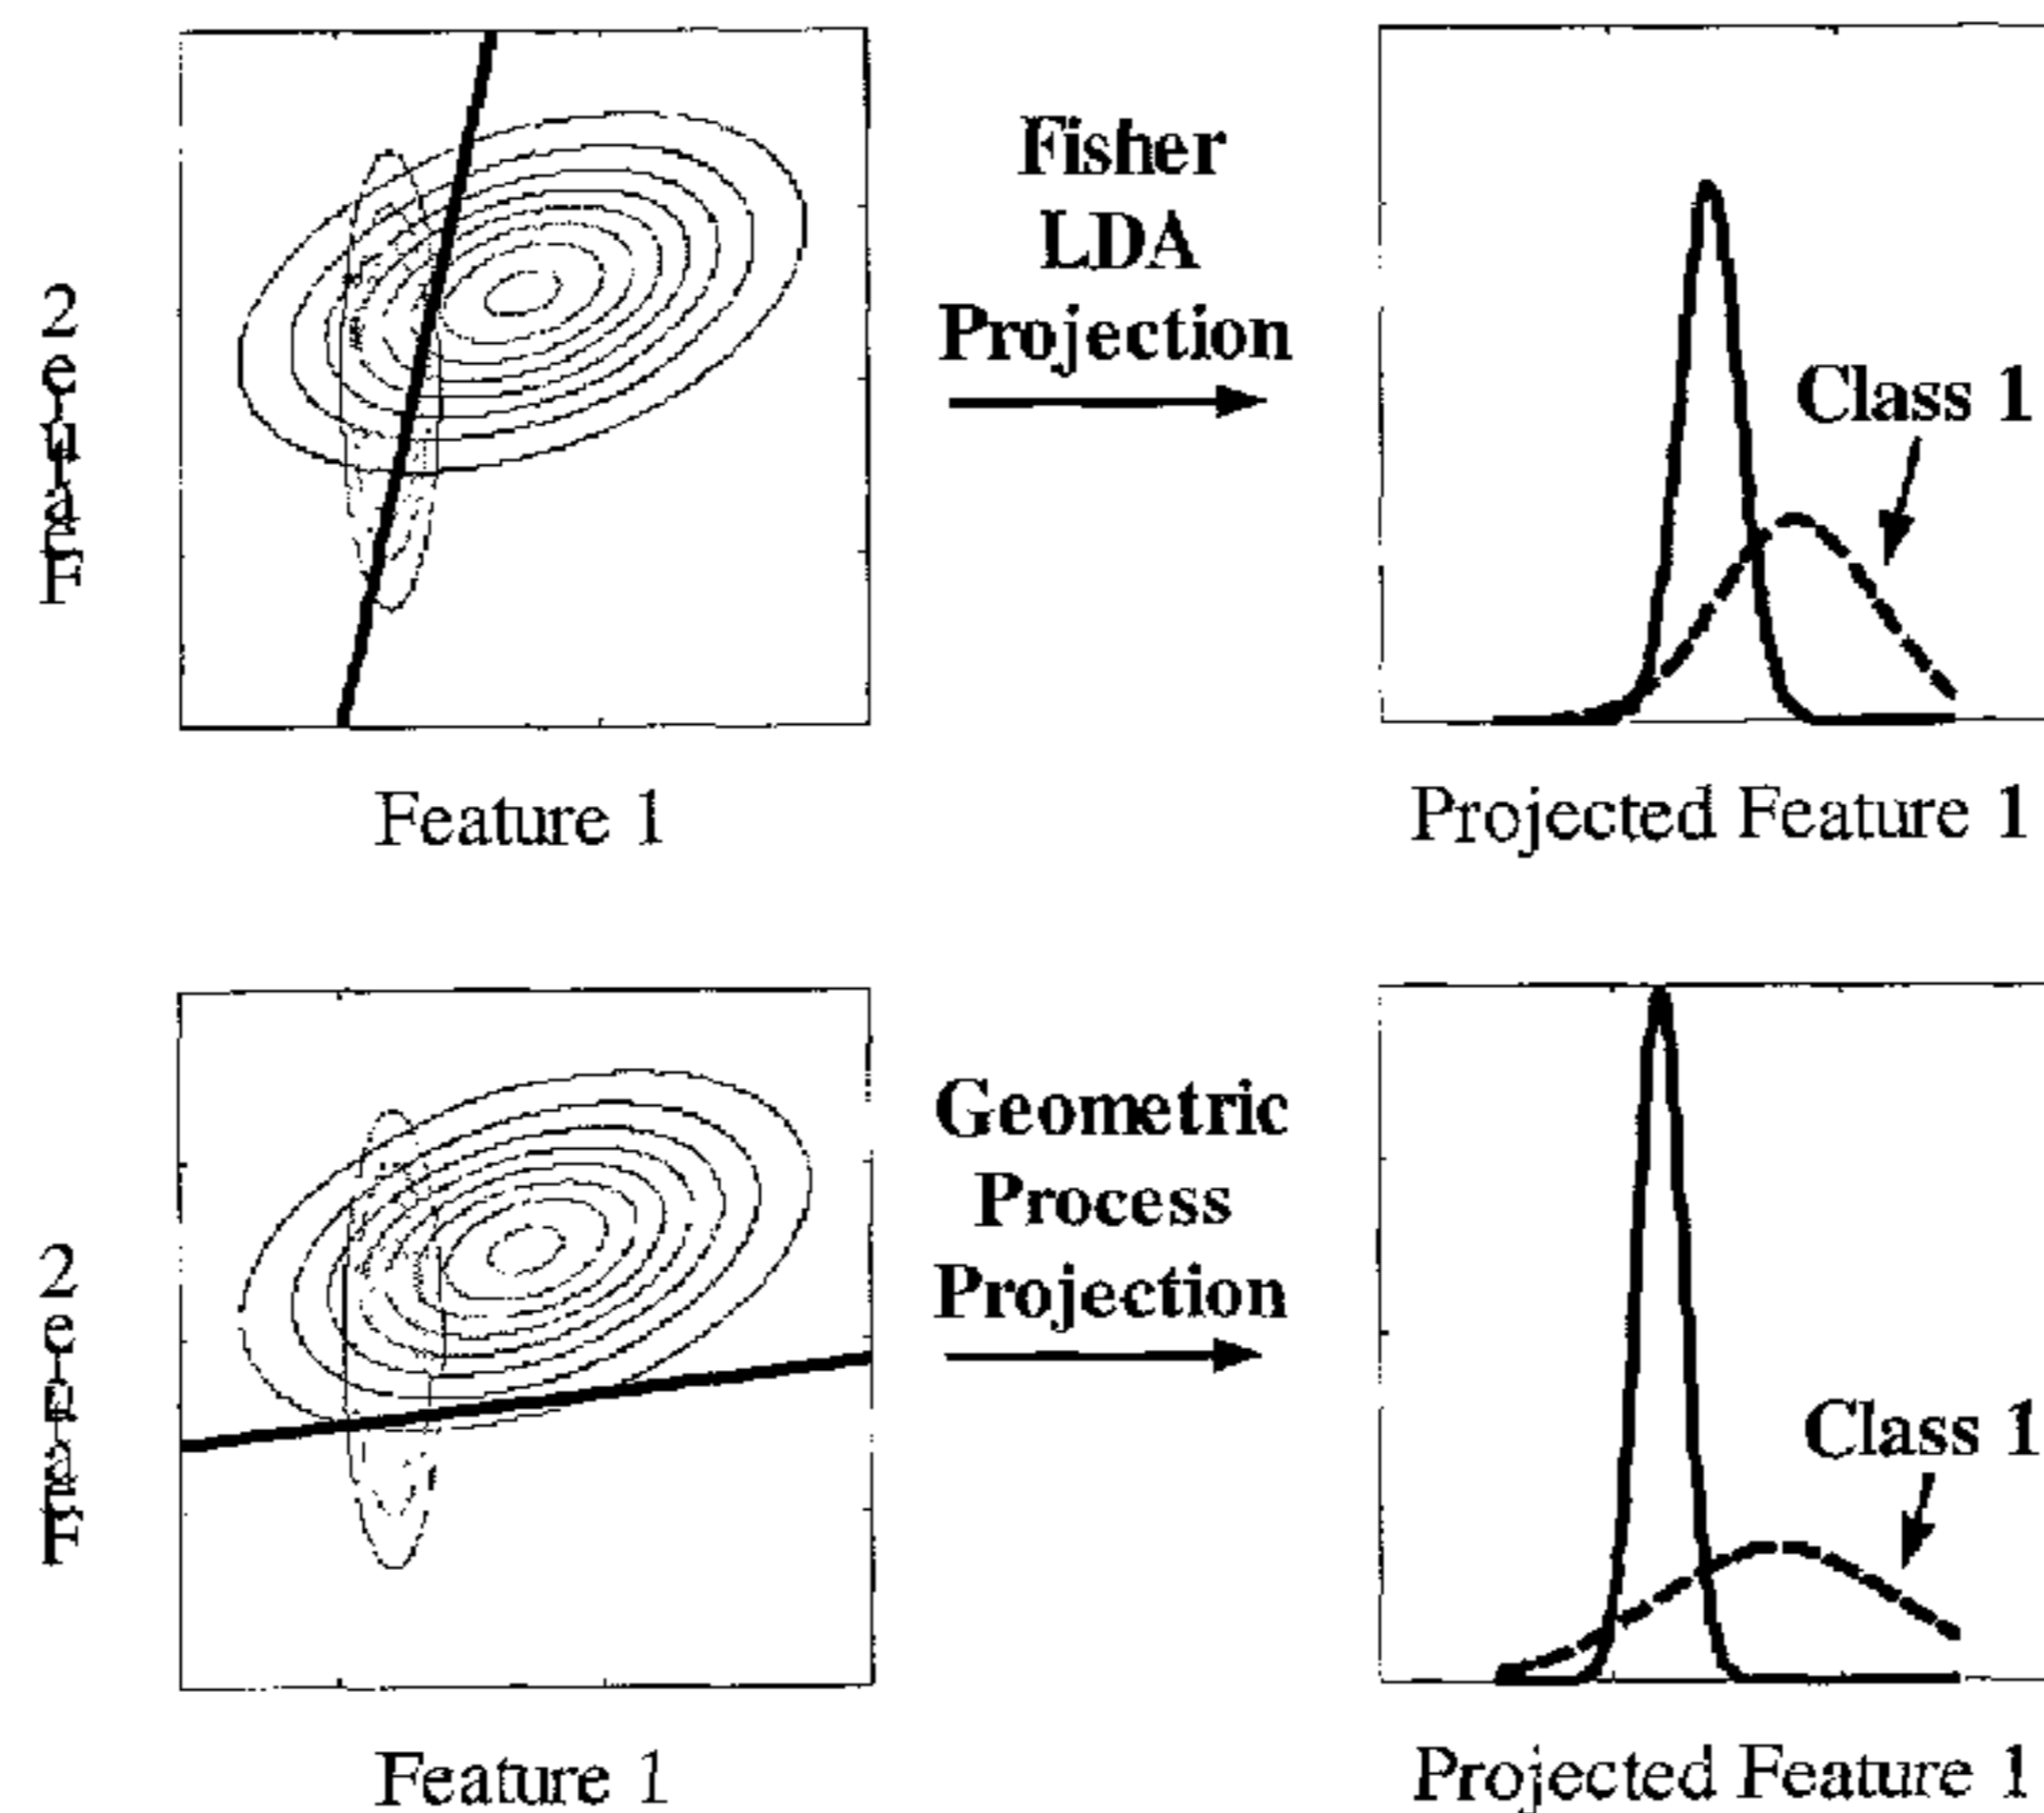 Feature 2
Fisher
LDA
Projection
Class 1
Feature 1
Projected Feature 1
Feature 2
Geometric
Process
Projection
Class 1
Feature 1
Projected Feature 1